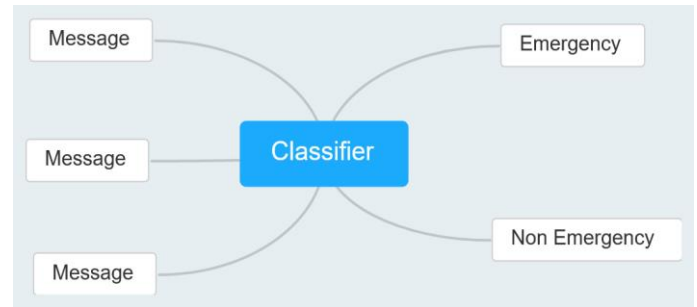 Message
Emergency
Message
Classifier
Non Emergency
Message